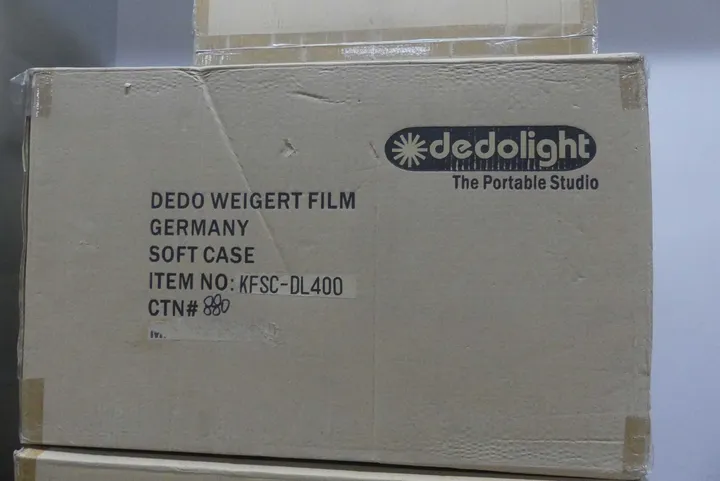 dedolight
The Portable Studio
DEDO WEIGERT FILM
GERMANY
SOFT CASE
ITEM NO: KFSC-DL400
CTN# 880